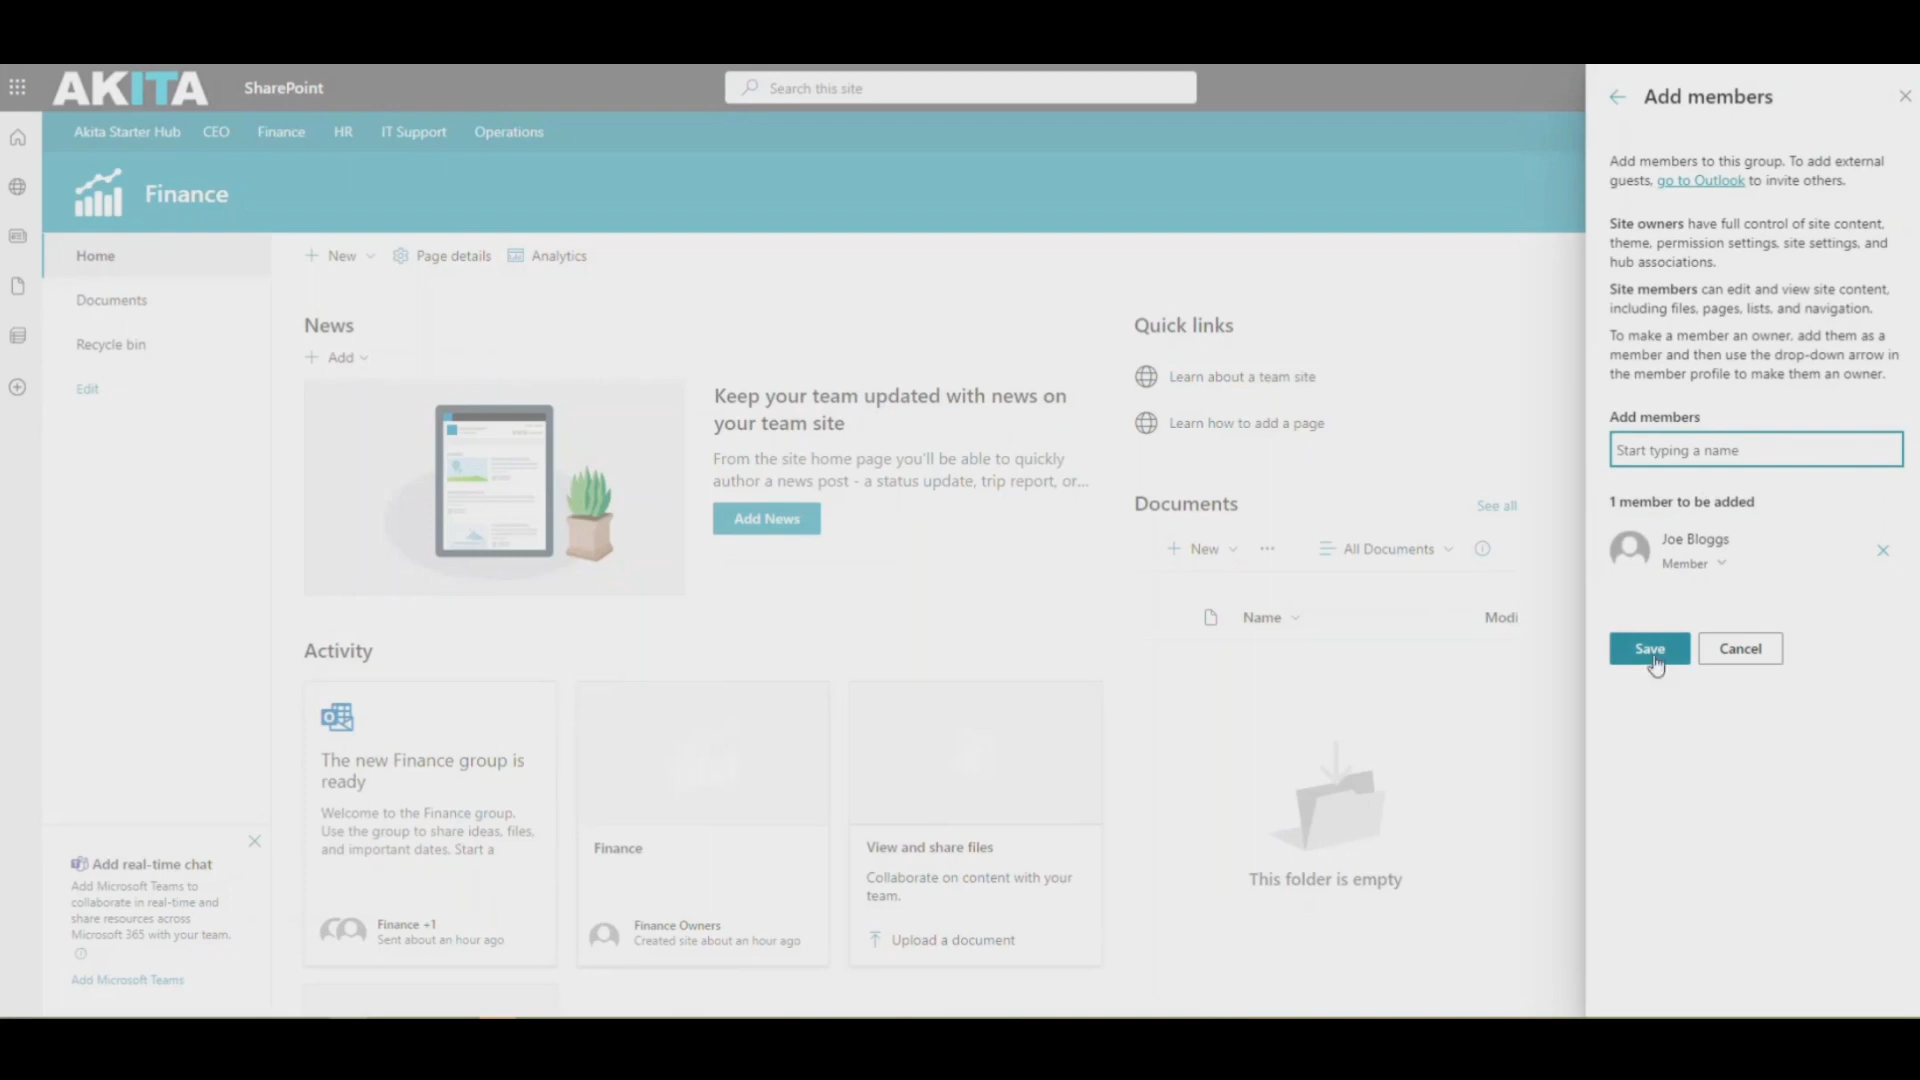 AKITA
SharePoint
Search this site
Akita Starter Hub
CEO
Finance
HR
IT Support
Operations
Finance
Home
Documents
Recycle bin
Edit
New
Page details
Analytics
News
Add
Keep your team updated with news on
your team site
From the site home page you'll be able to quickly
author a news post - a status update, trip report, or...
Add News
Quick links
Learn about a team site
Learn how to add a page
Documents
See all
New
All Documents
Name
Modi
This folder is empty
Activity
The new Finance group is
ready
Welcome to the Finance group.
Use the group to share ideas, files,
and important dates. Start a
Finance +1
Sent about an hour ago
Finance
Finance Owners
Created site about an hour ago
View and share files
Collaborate on content with your
team.
Upload a document
Add real-time chat
Add Microsoft Teams to
collaborate in real-time and
share resources across
Microsoft 365 with your team.
Add Microsoft Teams
Add members
Add members to this group. To add external
guests, go to Outlook to invite others.
Site owners have full control of site content,
theme, permission settings, site settings, and
hub associations.
Site members can edit and view site content,
including files, pages, lists, and navigation.
To make a member an owner, add them as a
member and then use the drop-down arrow in
the member profile to make them an owner.
Add members
Start typing a name
1 member to be added
Joe Bloggs
Member
Save
Cancel